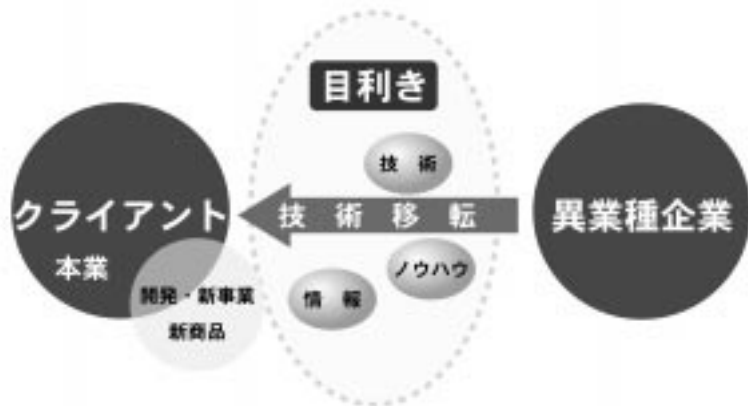 目利き
技 術
クライアント
本業
技 術 移 転
異業種企業
ノウハウ
情 報
開発・新事業
新商品